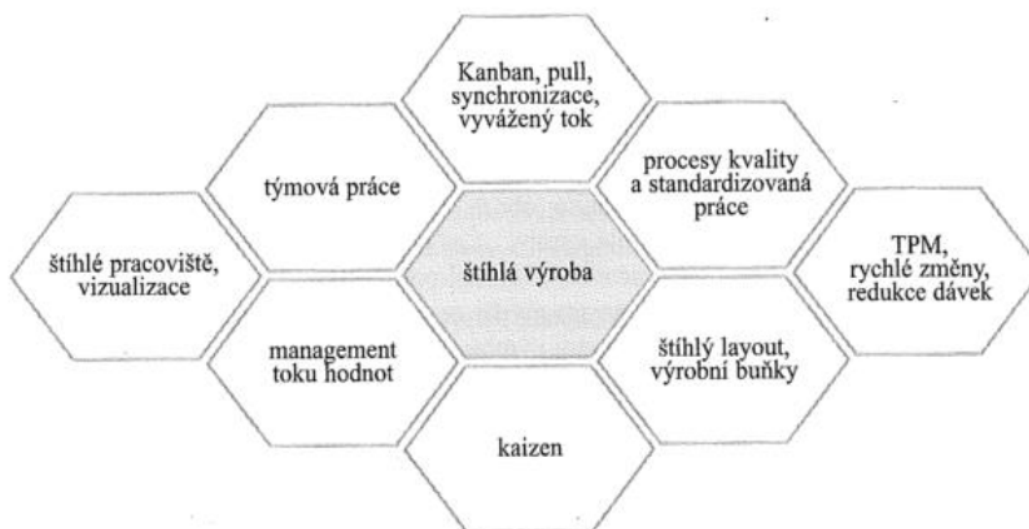 Kanban, pull,
synchronizace,
vyvážený tok
týmová práce
procesy kvality
a standardizovaná
práce
štíhlé pracoviště,
vizualizace
štíhlá výroba
TPM,
rychlé změny,
redukce dávek
management
toku hodnot
štíhlý layout,
výrobní buňky
kaizen